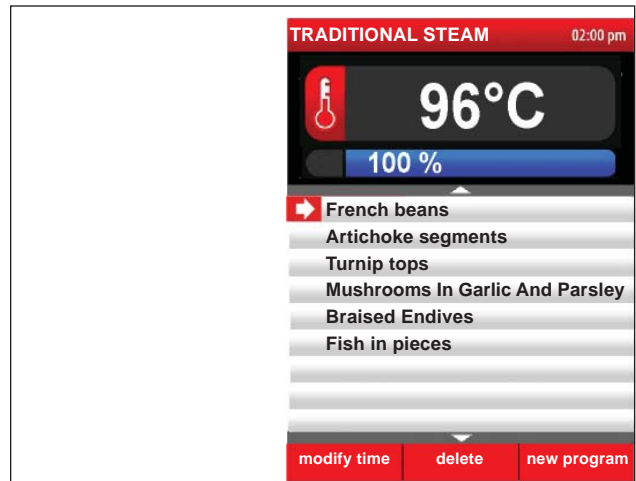 TRADITIONAL STEAM 02:00 pm
96°C
100 %
French beans
Artichoke segments
Turnip tops
Mushrooms In Garlic And Parsley
Braised Endives
Fish in pieces
modify time delete new program